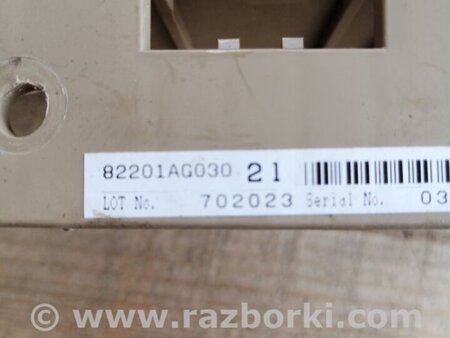 82201AG030 21
LOT No. 702023 Serial No. 03
© www.razborki.com